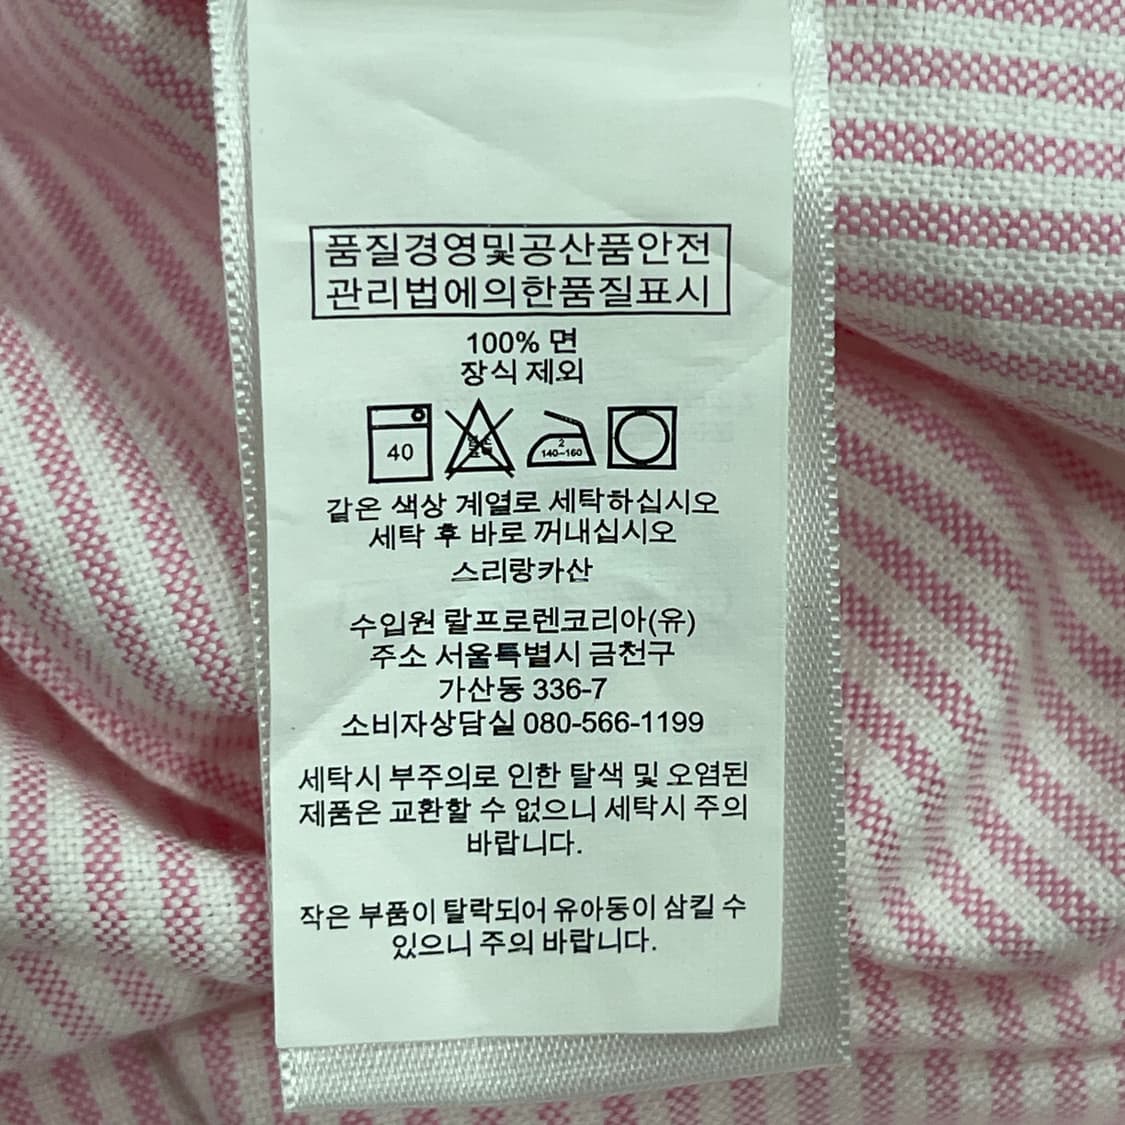 품질경영및공산품안전
관리법에의한품질표시
100% 면
장식 제외
40
2
140-160
같은 색상 계열로 세탁하십시오
세탁 후 바로 꺼내십시오
스리랑카산
수입원 랄프로렌코리아(유)
주소 서울특별시 금천구
가산동 336-7
소비자상담실 080-566-1199
세탁시 부주의로 인한 탈색 및 오염된
제품은 교환할 수 없으니 세탁시 주의
바랍니다.
작은 부품이 탈락되어 유아동이 삼킬 수
있으니 주의 바랍니다.